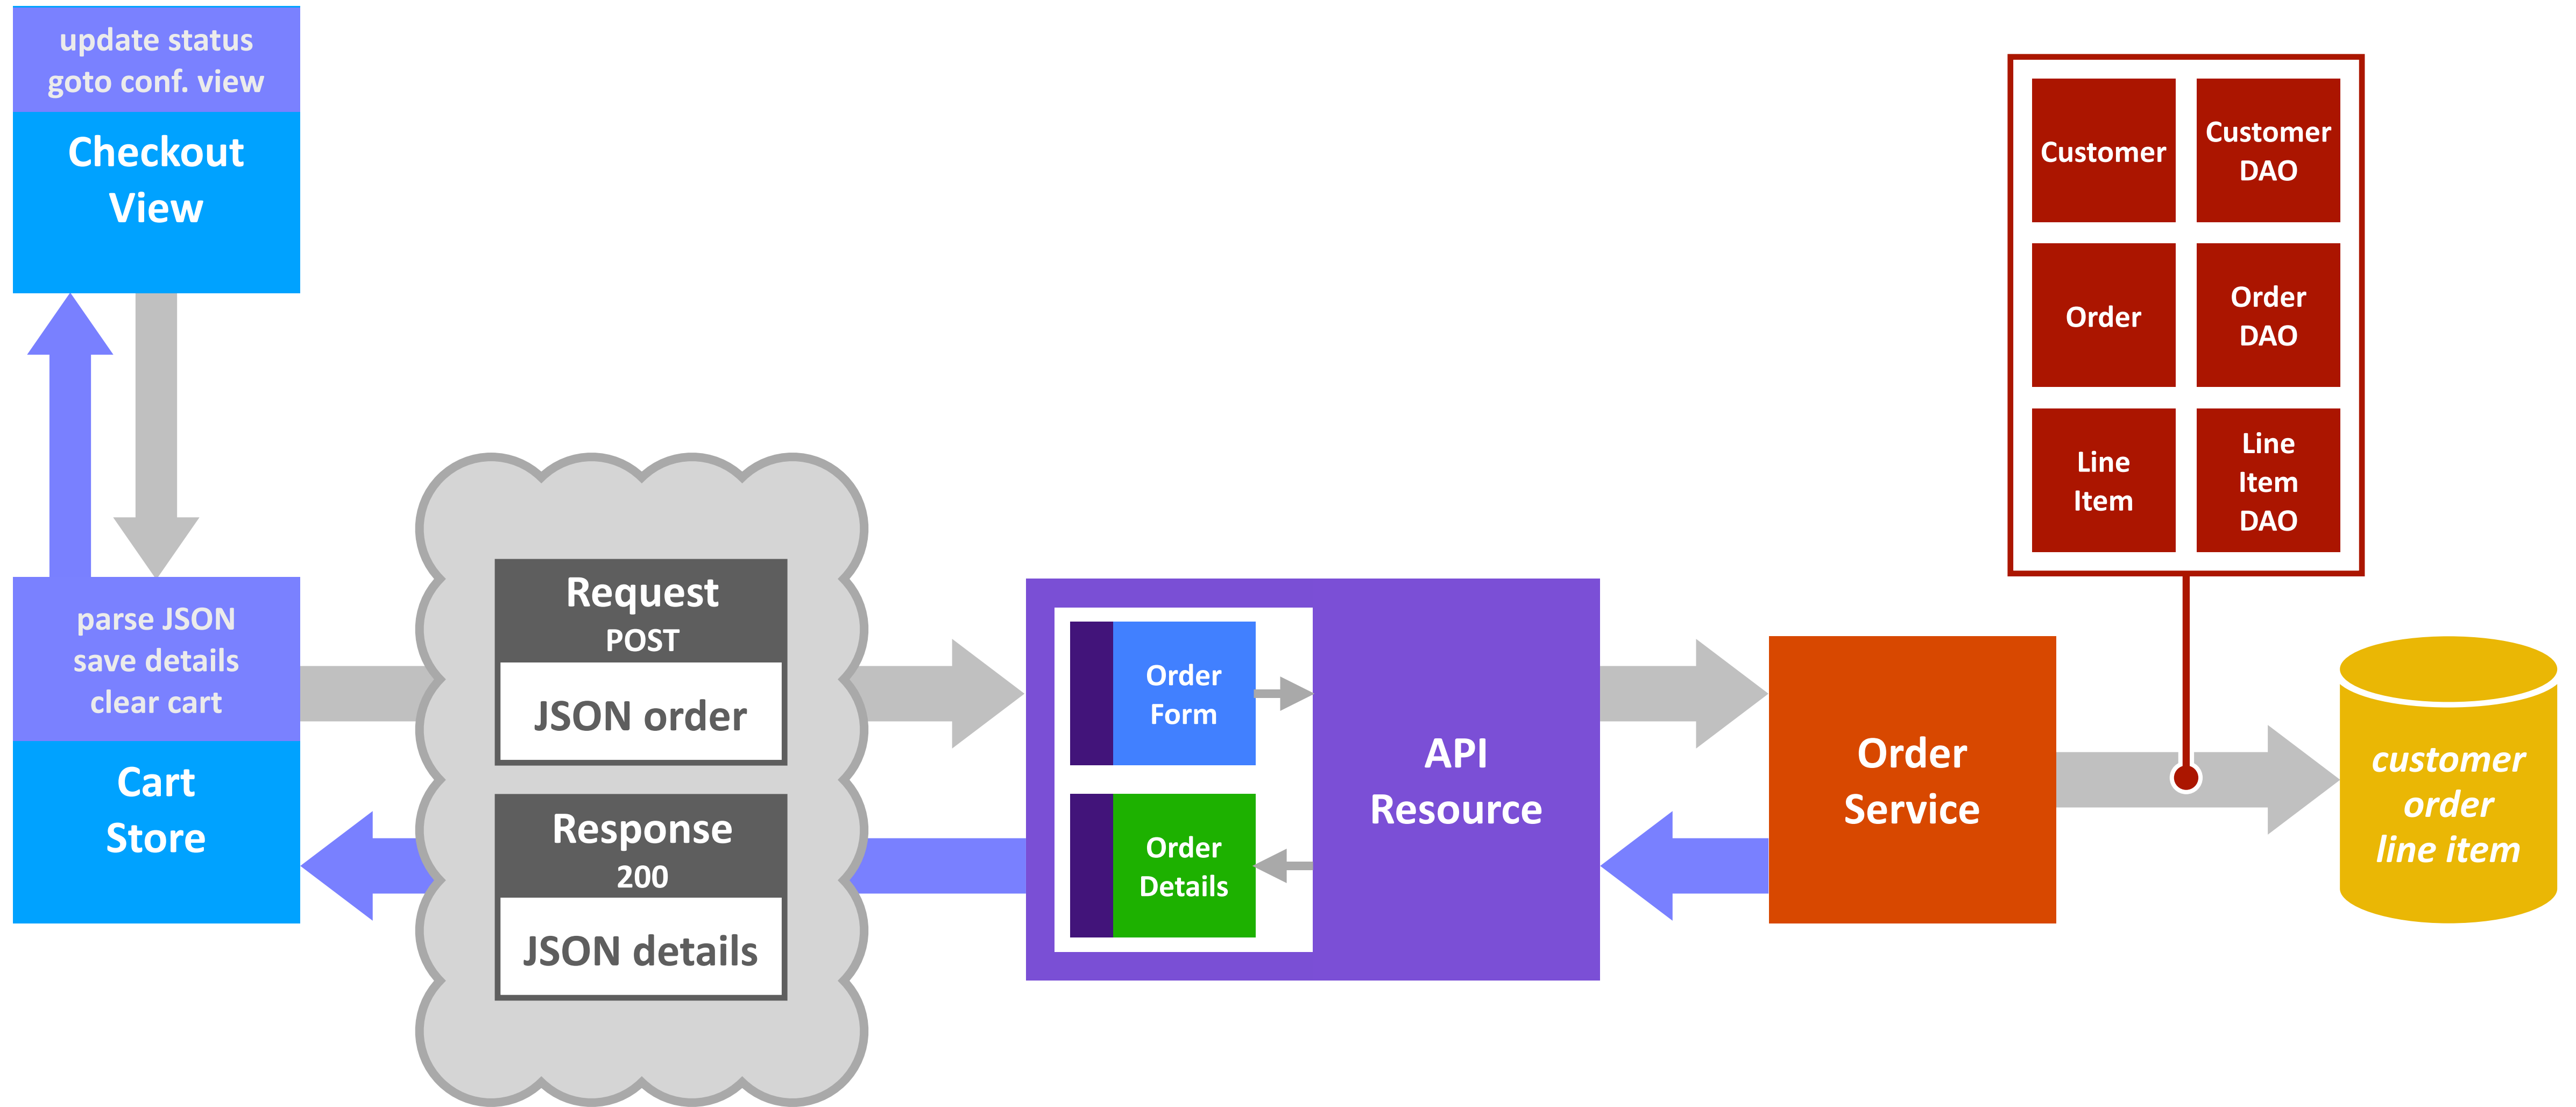 update status
goto conf. view
Checkout
View
parse JSON
save details
clear cart
Cart
Store
Request
POST
JSON order
Response
200
JSON details
Order
Form
Order
Details
API
Resource
Order
Service
Customer
Customer
DAO
Order
Order
DAO
Line
Item
Line
Item
DAO
customer
order
line item